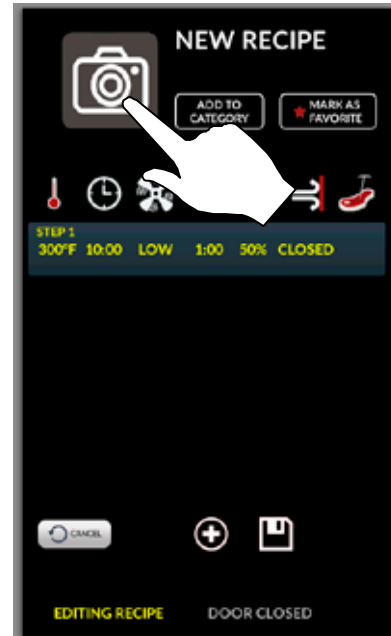 NEW RECIPE
ADD TO
CATEGORY
MARK AS
FAVORITE
STEP 1
300°F 10:00 LOW 1:00 50% CLOSED
CANCEL
EDITING RECIPE DOOR CLOSED